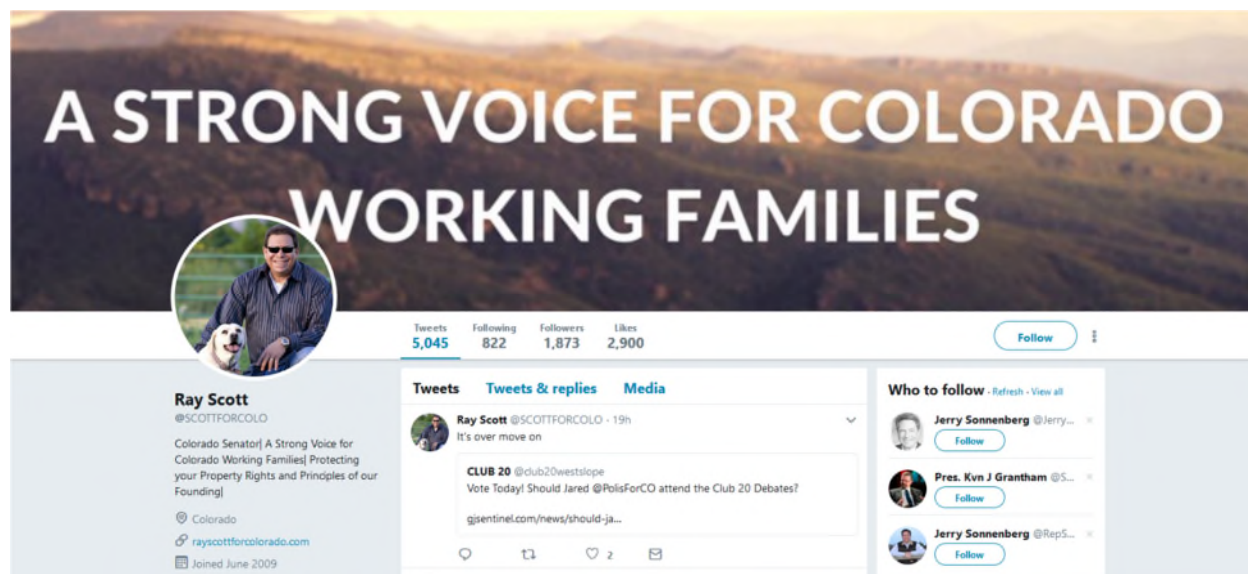 A STRONG VOICE FOR COLORADO
WORKING FAMILIES
Tweets Following Followers Likes
5,045 822 1,873 2,900
Follow
Ray Scott
@SCOTTFORCOLO
Colorado Senator| A Strong Voice for
Colorado Working Families| Protecting
your Property Rights and Principles of our
Founding|
Colorado
rayscottforcolorado.com
Joined June 2009
Tweets Tweets & replies Media
Ray Scott @SCOTTFORCOLO · 19h
It's over move on
CLUB 20 @club20westslope
Vote Today! Should Jared @PolisForCO attend the Club 20 Debates?
gjsentinel.com/news/should-ja...
2
Who to follow · Refresh · View all
Jerry Sonnenberg @Jerry...
Follow
Pres. Kvn J Grantham @S...
Follow
Jerry Sonnenberg @RepS...
Follow